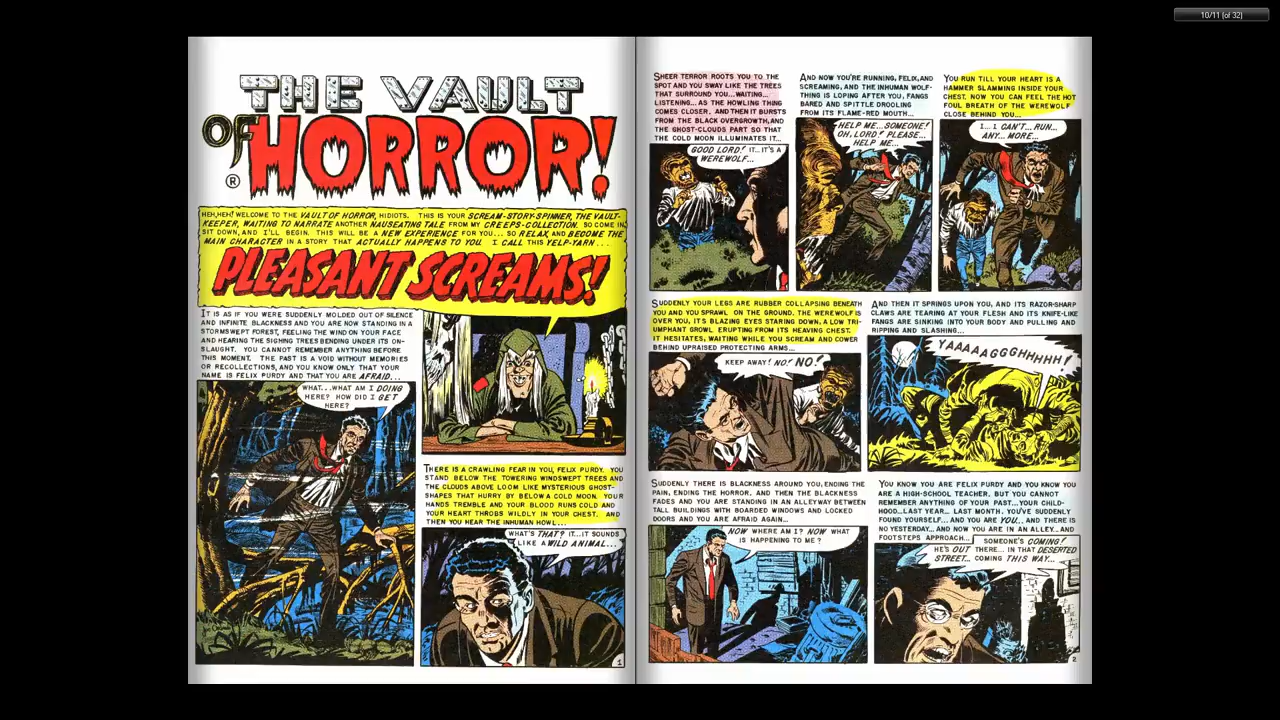 10/11 (of 32)
THE VAULT
OF HORROR!
®
HEH, HEH! WELCOME TO THE VAULT OF HORROR, HIDIOTS. THIS IS YOUR SCREAM-STORY-SPINNER, THE VAULT-
KEEPER, WAITING TO NARRATE ANOTHER NAUSEATING TALE FROM MY CREEPS-COLLECTION. SO COME IN,
SIT DOWN, AND I'LL BEGIN. THIS WILL BE A NEW EXPERIENCE FOR YOU... SO RELAX, AND BECOME THE
MAIN CHARACTER IN A STORY THAT ACTUALLY HAPPENS TO YOU. I CALL THIS YELP-YARN...
PLEASANT SCREAMS!
IT IS AS IF YOU WERE SUDDENLY MOLDED OUT OF SILENCE
AND INFINITE BLACKNESS AND YOU ARE NOW STANDING IN A
STORMSWEPT FOREST, FEELING THE WIND ON YOUR FACE
AND HEARING THE SIGHING TREES BENDING UNDER ITS ON-
SLAUGHT. YOU CANNOT REMEMBER ANYTHING BEFORE
THIS MOMENT. THE PAST IS A VOID WITHOUT MEMORIES
OR RECOLLECTIONS, AND YOU KNOW ONLY THAT YOUR
NAME IS FELIX PURDY AND THAT YOU ARE AFRAID...
WHAT...WHAT AM I DOING
HERE? HOW DID I GET
HERE?
THERE IS A CRAWLING FEAR IN YOU, FELIX PURDY. YOU
STAND BELOW THE TOWERING WINDSWEPT TREES AND
THE CLOUDS ABOVE LOOM LIKE MYSTERIOUS GHOST-
SHAPES THAT HURRY BY BELOW A COLD MOON. YOUR
HANDS TREMBLE AND YOUR BLOOD RUNS COLD AND
YOUR HEART THROBS WILDLY IN YOUR CHEST. AND
THEN YOU HEAR THE INHUMAN HOWL...
WHAT'S THAT? IT...IT SOUNDS
LIKE A WILD ANIMAL...
1
SHEER TERROR ROOTS YOU TO THE
SPOT AND YOU SWAY LIKE THE TREES
THAT SURROUND YOU...WAITING...
LISTENING... AS THE HOWLING THING
COMES CLOSER. AND THEN IT BURSTS
FROM THE BLACK OVERGROWTH, AND
THE GHOST-CLOUDS PART SO THAT
THE COLD MOON ILLUMINATES IT...
GOOD LORD! IT...IT'S A
WEREWOLF...
AND NOW YOU'RE RUNNING, FELIX, AND
SCREAMING, AND THE INHUMAN WOLF-
THING IS LOPING AFTER YOU, FANGS
BARED AND SPITTLE DROOLING
FROM ITS FLAME-RED MOUTH...
HELP ME...SOMEONE!
OH, LORD! PLEASE...
HELP ME...
YOU RUN TILL YOUR HEART IS A
HAMMER SLAMMING INSIDE YOUR
CHEST. NOW YOU CAN FEEL THE HOT
FOUL BREATH OF THE WEREWOLF
CLOSE BEHIND YOU...
I... I CAN'T... RUN...
ANY... MORE...
SUDDENLY YOUR LEGS ARE RUBBER COLLAPSING BENEATH
YOU AND YOU SPRAWL ON THE GROUND. THE WEREWOLF IS
OVER YOU, IT'S BLAZING EYES STARING DOWN, A LOW TRI-
UMPHANT GROWL ERUPTING FROM ITS HEAVING CHEST.
IT HESITATES, WAITING WHILE YOU SCREAM AND COWER
BEHIND UPRAISED PROTECTING ARMS...
KEEP AWAY! NO! NO!
AND THEN IT SPRINGS UPON YOU, AND ITS RAZOR-SHARP
CLAWS ARE TEARING AT YOUR FLESH AND ITS KNIFE-LIKE
FANGS ARE SINKING INTO YOUR BODY AND PULLING AND
RIPPING AND SLASHING...
YAAAAAGGGHHHHH!
SUDDENLY THERE IS BLACKNESS AROUND YOU, ENDING THE
PAIN, ENDING THE HORROR. AND THEN THE BLACKNESS
FADES AND YOU ARE STANDING IN AN ALLEYWAY BETWEEN
TALL BUILDINGS WITH BOARDED WINDOWS AND LOCKED
DOORS AND YOU ARE AFRAID AGAIN...
NOW WHERE AM I? NOW WHAT
IS HAPPENING TO ME?
YOU KNOW YOU ARE FELIX PURDY AND YOU KNOW YOU
ARE A HIGH-SCHOOL TEACHER. BUT YOU CANNOT
REMEMBER ANYTHING OF YOUR PAST...YOUR CHILD-
HOOD...LAST YEAR... LAST MONTH. YOU'VE SUDDENLY
FOUND YOURSELF...AND YOU ARE YOU...AND THERE IS
NO YESTERDAY... AND NOW YOU ARE IN AN ALLEY...AND
FOOTSTEPS APPROACH...
SOMEONE'S COMING!
HE'S OUT THERE... IN THAT DESERTED
STREET... COMING THIS WAY...
2